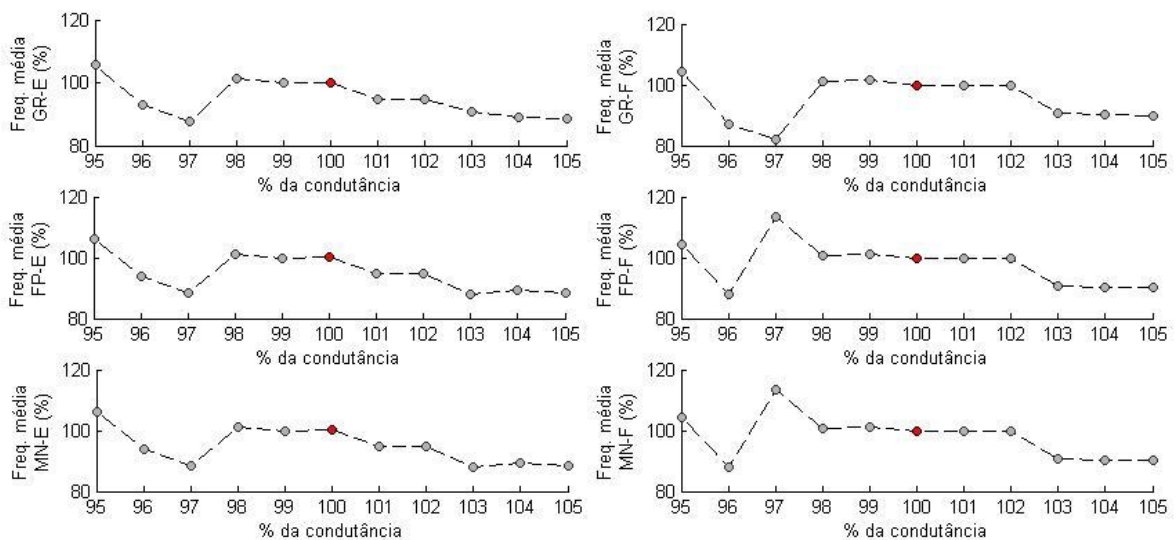 120
100
80
Freq. média
GR-E (%)
95 96 97 98 99 100 101 102 103 104 105
% da condutância
120
100
80
Freq. média
GR-F (%)
95 96 97 98 99 100 101 102 103 104 105
% da condutância
120
100
80
Freq. média
FP-E (%)
95 96 97 98 99 100 101 102 103 104 105
% da condutância
120
100
80
Freq. média
FP-F (%)
95 96 97 98 99 100 101 102 103 104 105
% da condutância
120
100
80
Freq. média
MN-E (%)
95 96 97 98 99 100 101 102 103 104 105
% da condutância
120
100
80
Freq. média
MN-F (%)
95 96 97 98 99 100 101 102 103 104 105
% da condutância